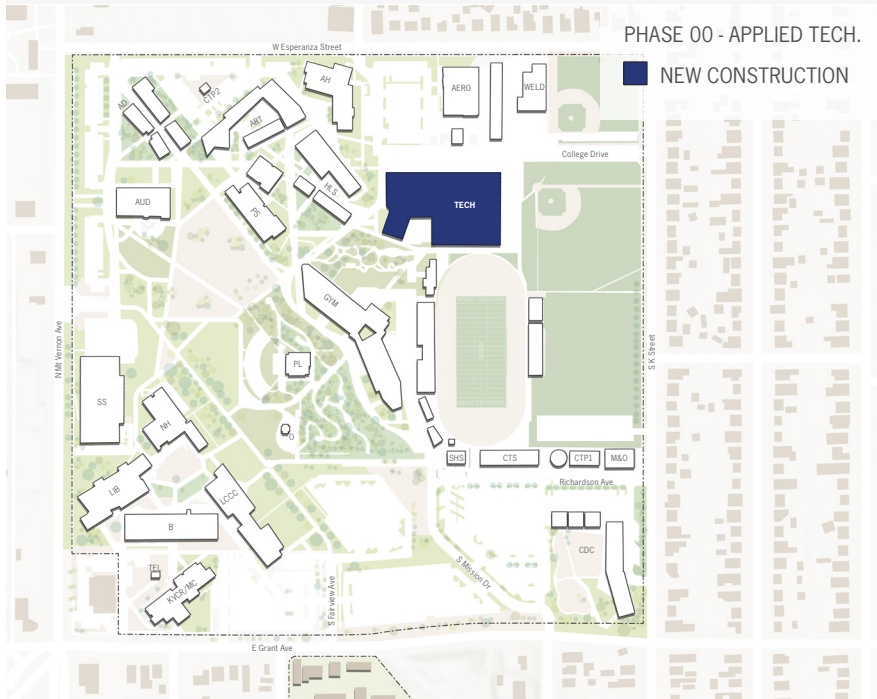 PHASE 00 - APPLIED TECH.
NEW CONSTRUCTION
W Esperanza Street
AH
AERO
WELD
CTP2
AD
ART
College Drive
HLS
AUD
PS
TECH
GYM
N Mt Vernon Ave
S K Street
PL
SS
NH
O
SHS
CTS
CTP1
M&O
Richardson Ave
LIB
LCCC
B
CDC
TEL
KVCR/MC
S Mission Dr
S Fairview Ave
E Grant Ave